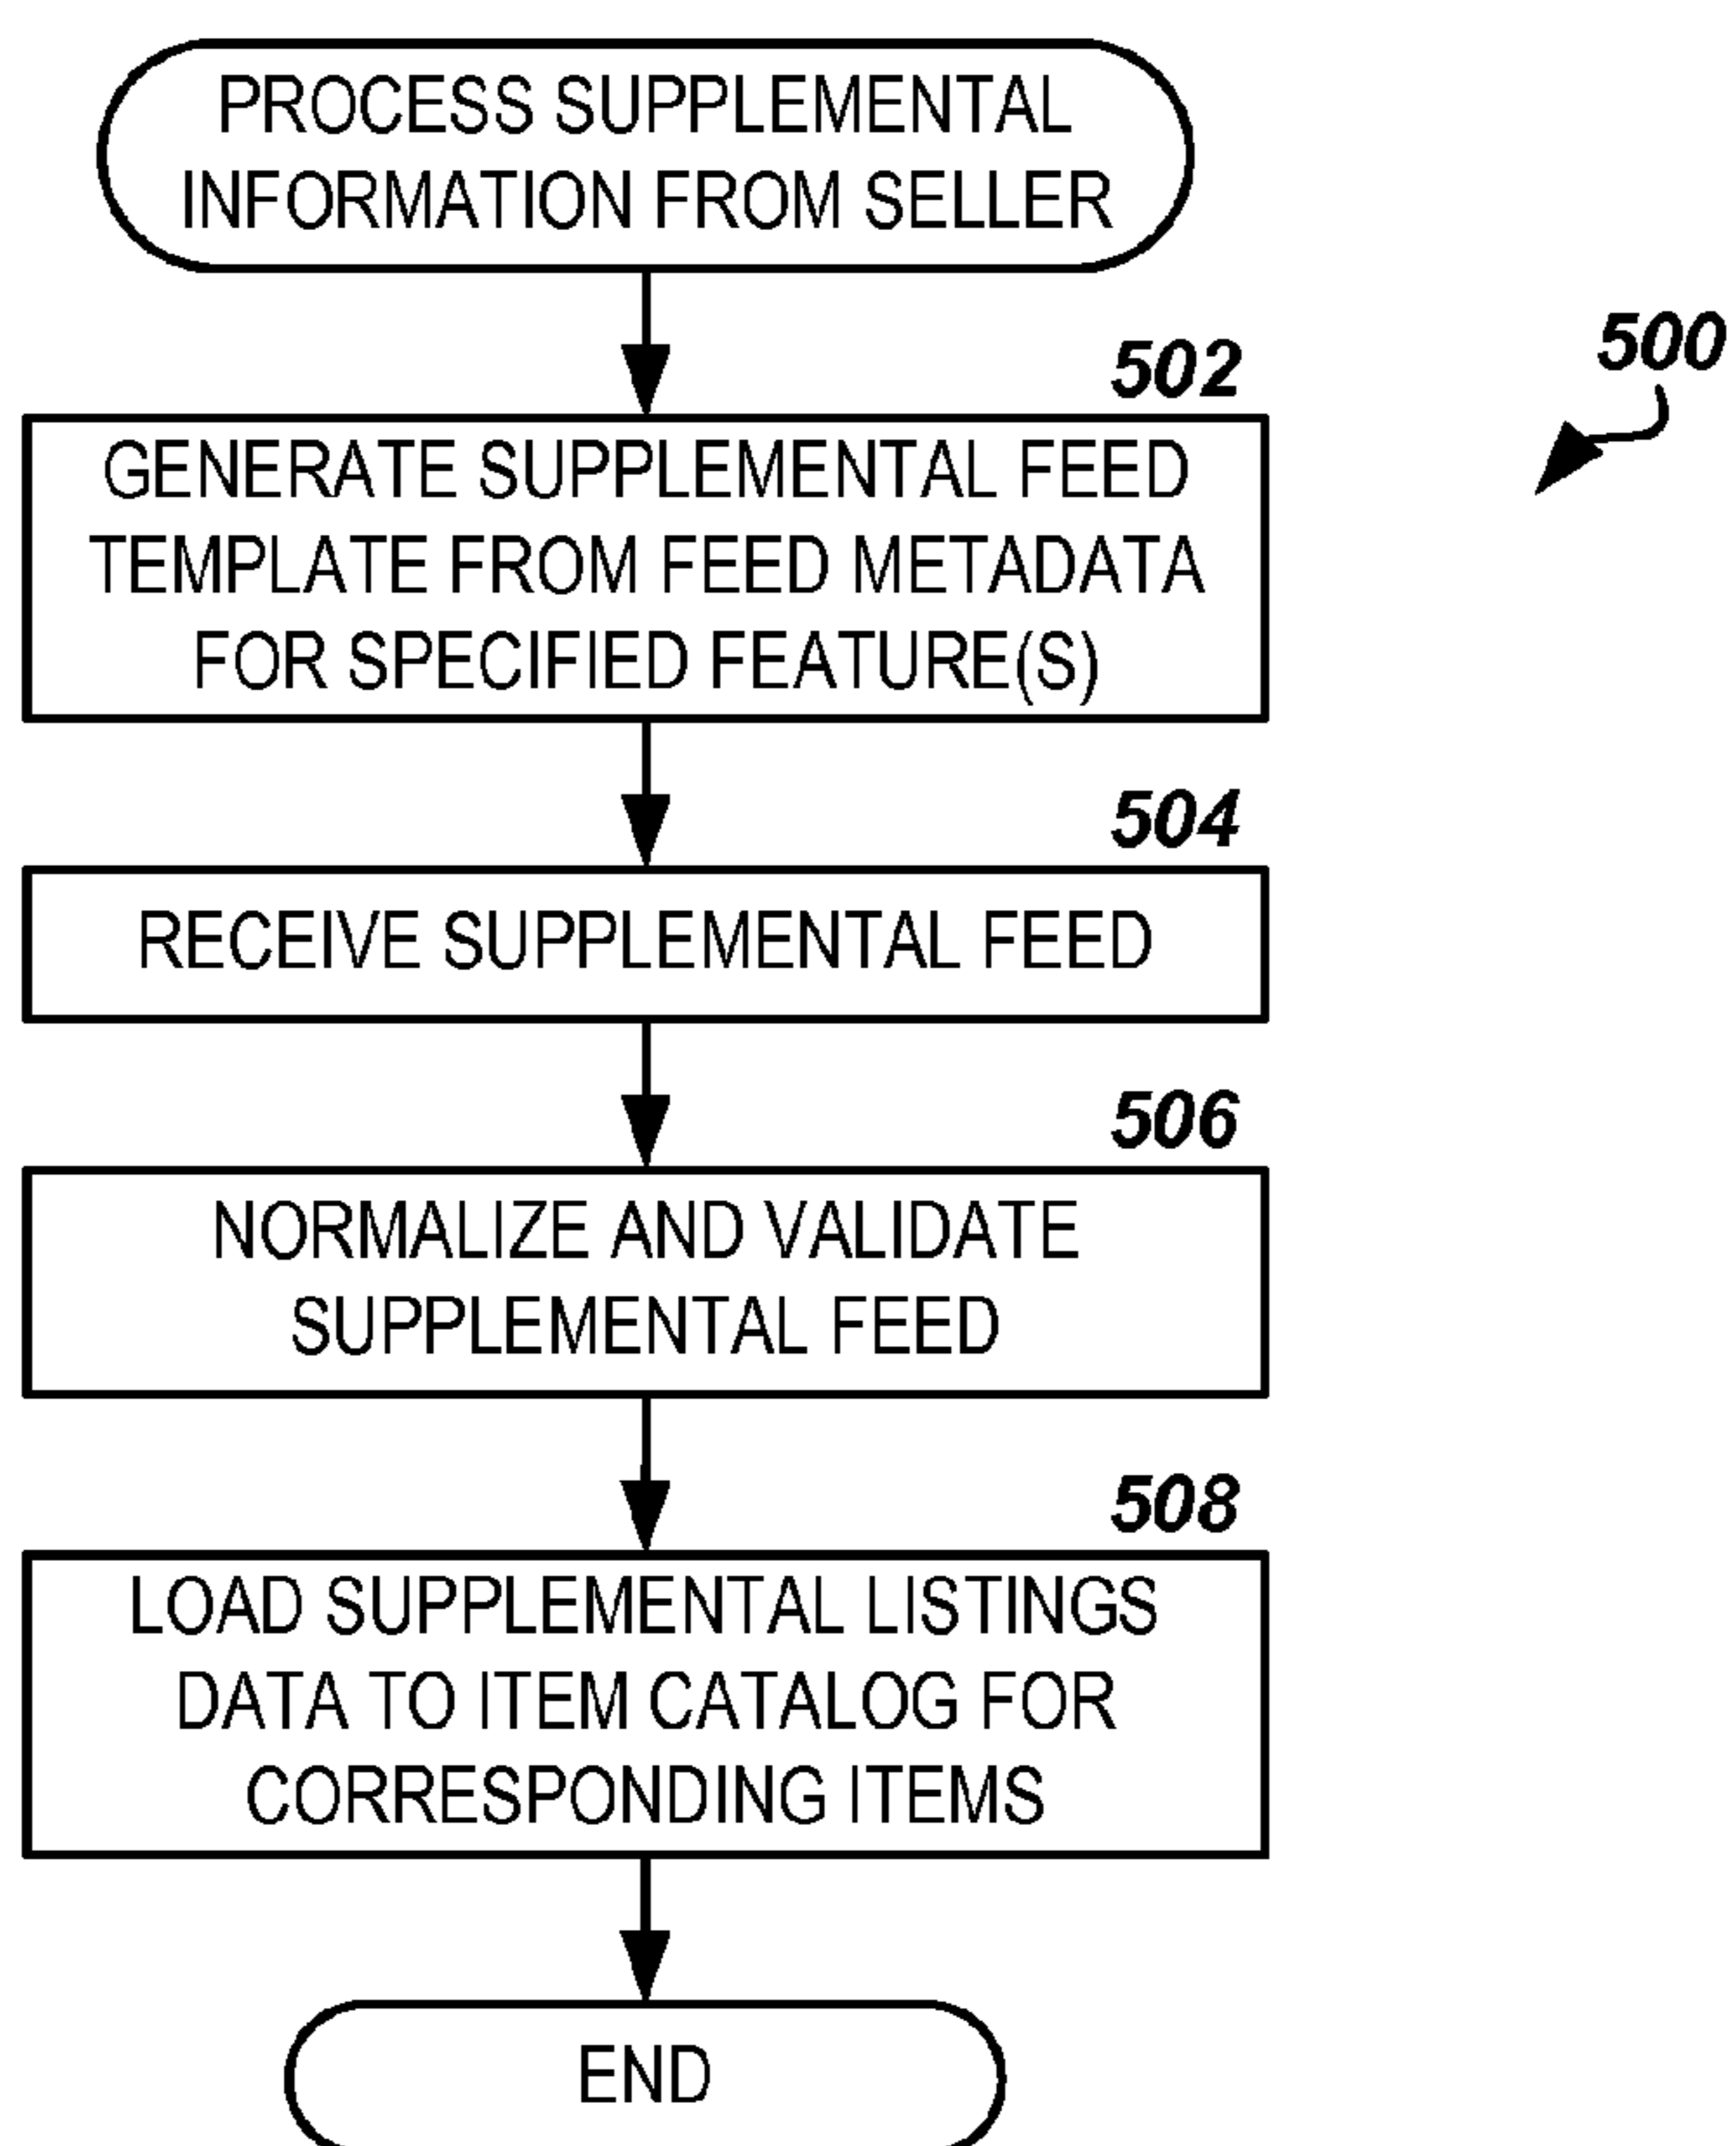 PROCESS SUPPLEMENTAL
INFORMATION FROM SELLER
500
502
GENERATE SUPPLEMENTAL FEED
TEMPLATE FROM FEED METADATA
FOR SPECIFIED FEATURE(S)
504
RECEIVE SUPPLEMENTAL FEED
506
NORMALIZE AND VALIDATE
SUPPLEMENTAL FEED
508
LOAD SUPPLEMENTAL LISTINGS
DATA TO ITEM CATALOG FOR
CORRESPONDING ITEMS
END